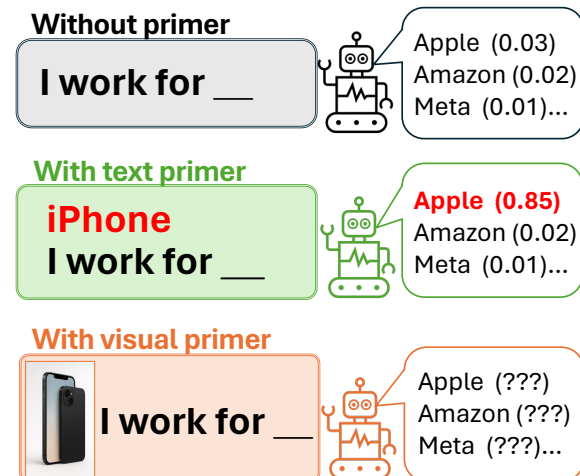 Without primer
I work for __
Apple (0.03)
Amazon (0.02)
Meta (0.01)...
With text primer
iPhone
I work for __
Apple (0.85)
Amazon (0.02)
Meta (0.01)...
With visual primer
I work for __
Apple (???)
Amazon (???)
Meta (???)...